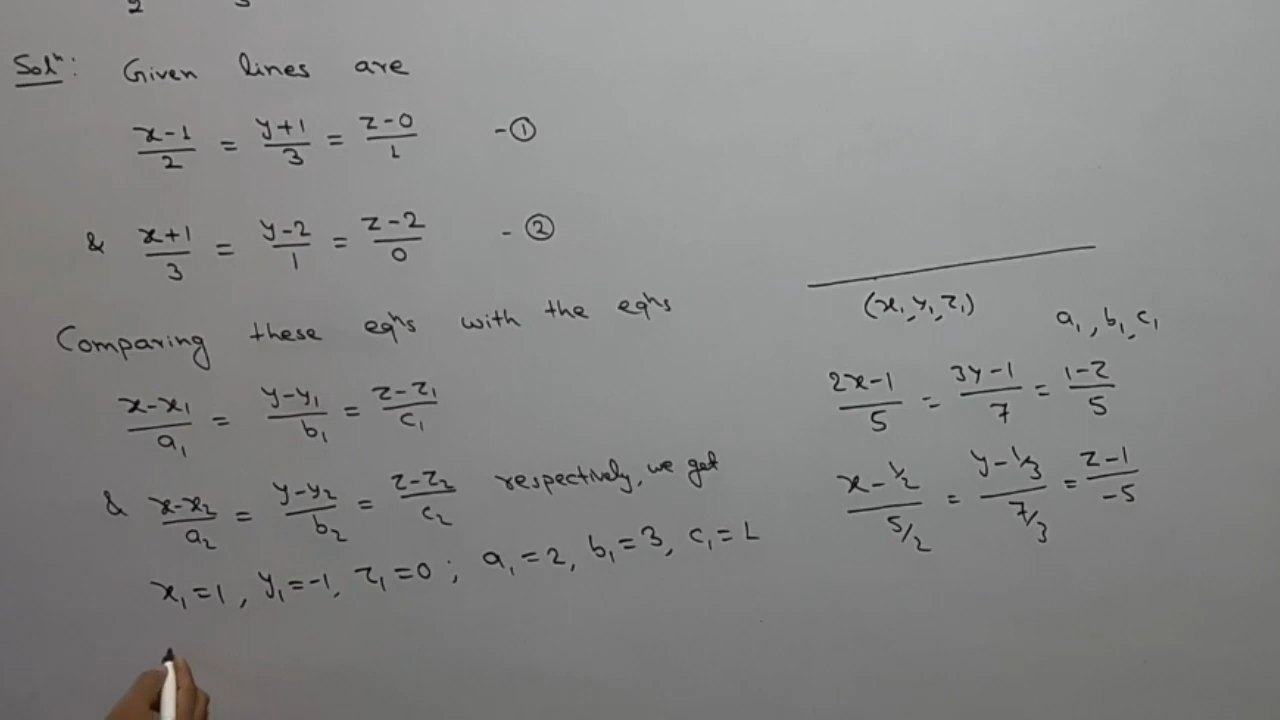 2 3
Solⁿ: Given lines are
x-1/2 = y+1/3 = z-0/1 -①
& x+1/3 = y-2/1 = z-2/0 -②
Comparing these eqⁿs with the eqⁿs
x-x₁/a₁ = y-y₁/b₁ = z-z₁/c₁
& x-x₂/a₂ = y-y₂/b₂ = z-z₂/c₂ respectively, we get
x₁=1, y₁=-1, z₁=0; a₁=2, b₁=3, c₁=1
(x₁,y₁,z₁)
a₁, b₁, c₁
2x-1/5 = 3y-1/7 = 1-z/5
x-1/2/5/2 = y-1/3/7/3 = z-1/-5